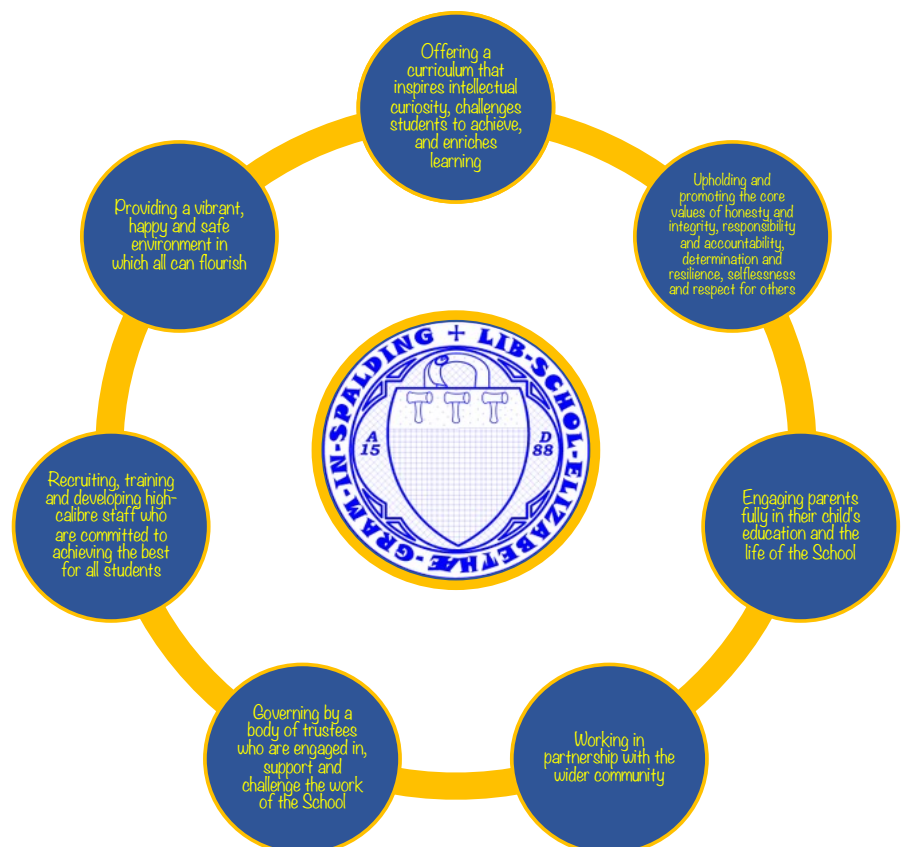 Offering a
curriculum that
inspires intellectual
curiosity, challenges
students to achieve,
and enriches
learning
Upholding and
promoting the core
values of honesty and
integrity, responsibility
and accountability,
determination and
resilience, selflessness
and respect for others
Engaging parents
fully in their child's
education and the
life of the School
Working in
partnership with the
wider community
Governing by a
body of trustees
who are engaged in,
support and
challenge the work
of the School
Recruiting, training
and developing high-
calibre staff who
are committed to
achieving the best
for all students
Providing a vibrant,
happy and safe
environment in
which all can flourish
+ LIB-SCHOL-ELIZABETHÆ-GRAM-IN-SPALDING
A D
15 88